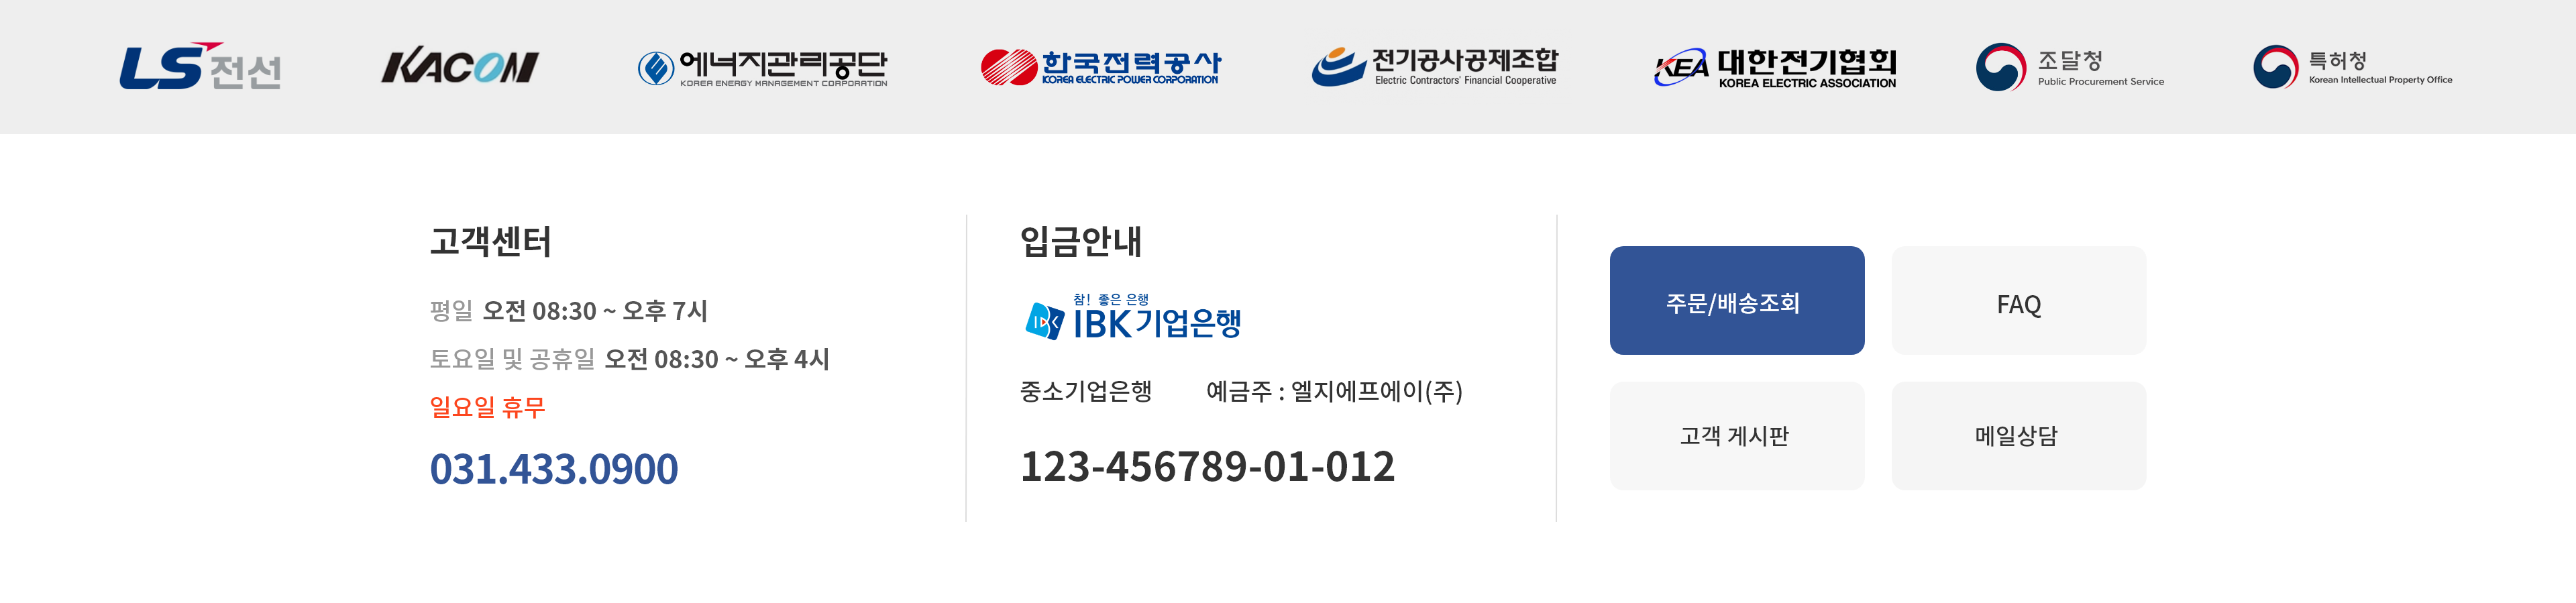 LS전선
KACON
에너지관리공단
KOREA ENERGY MANAGEMENT CORPORATION
한국전력공사
KOREA ELECTRIC POWER CORPORATION
전기공사공제조합
Electric Contractors' Financial Cooperative
KEA 대한전기협회
KOREA ELECTRIC ASSOCIATION
조달청
Public Procurement Service
특허청
Korean Intellectual Property Office
고객센터
평일 오전 08:30 ~ 오후 7시
토요일 및 공휴일 오전 08:30 ~ 오후 4시
일요일 휴무
031.433.0900
입금안내
참! 좋은 은행
IBK 기업은행
중소기업은행 예금주 : 엘지에프에이(주)
123-456789-01-012
주문/배송조회
FAQ
고객 게시판
메일상담